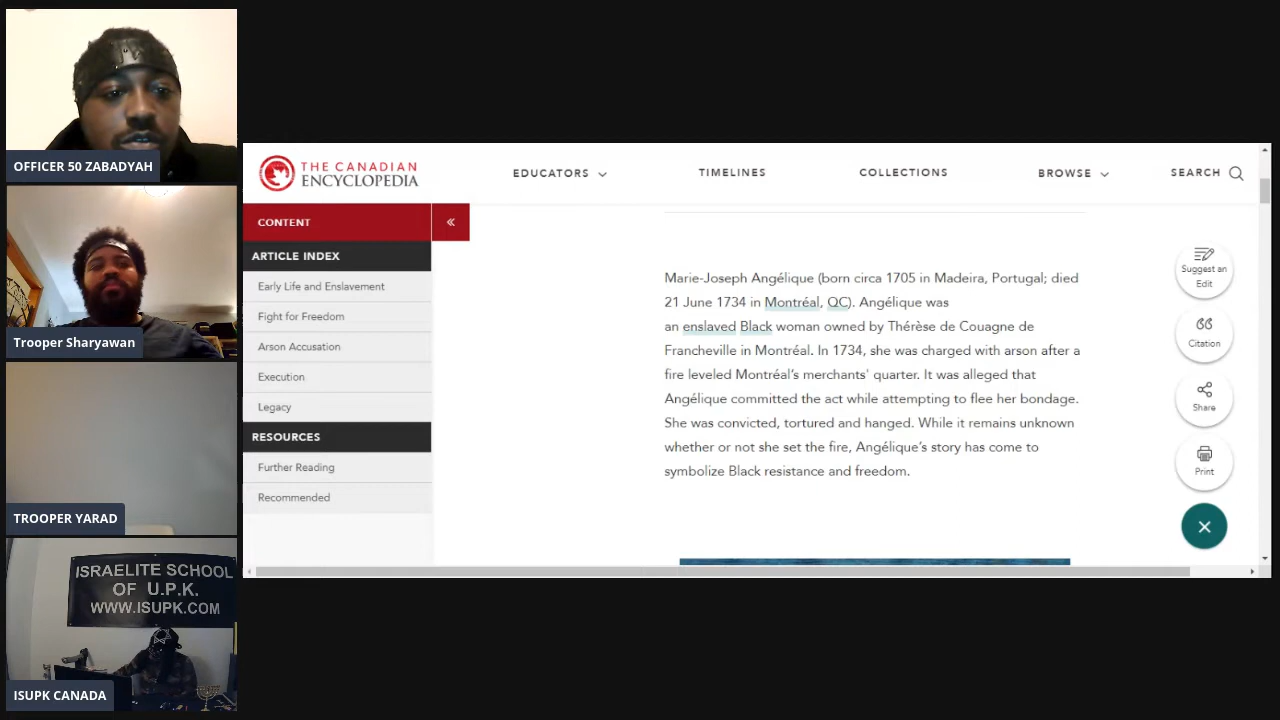 OFFICER 50 ZABADYAH
Trooper Sharyawan
TROOPER YARAD
ISRAELITE SCHOOL
OF U.P.K.
WWW.ISUPK.COM
ISUPK CANADA
THE CANADIAN
ENCYCLOPEDIA
EDUCATORS
TIMELINES
COLLECTIONS
BROWSE
SEARCH
CONTENT
«
ARTICLE INDEX
Early Life and Enslavement
Fight for Freedom
Arson Accusation
Execution
Legacy
RESOURCES
Further Reading
Recommended
Marie-Joseph Angélique (born circa 1705 in Madeira, Portugal; died
21 June 1734 in Montréal, QC). Angélique was
an enslaved Black woman owned by Thérèse de Couagne de
Francheville in Montréal. In 1734, she was charged with arson after a
fire leveled Montréal's merchants' quarter. It was alleged that
Angélique committed the act while attempting to flee her bondage.
She was convicted, tortured and hanged. While it remains unknown
whether or not she set the fire, Angélique's story has come to
symbolize Black resistance and freedom.
Suggest an
Edit
Citation
Share
Print